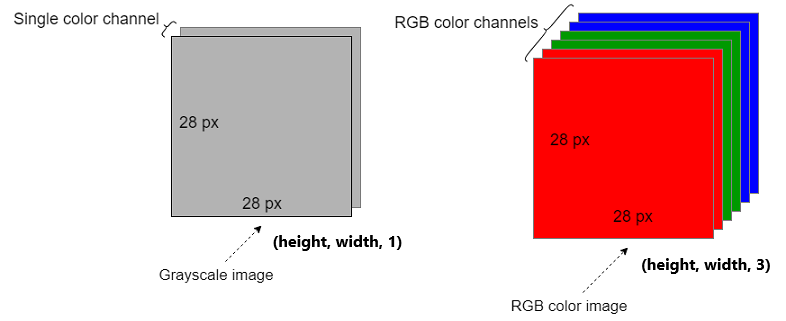 Single color channel
28 px
28 px
(height, width, 1)
Grayscale image
RGB color channels
28 px
28 px
(height, width, 3)
RGB color image